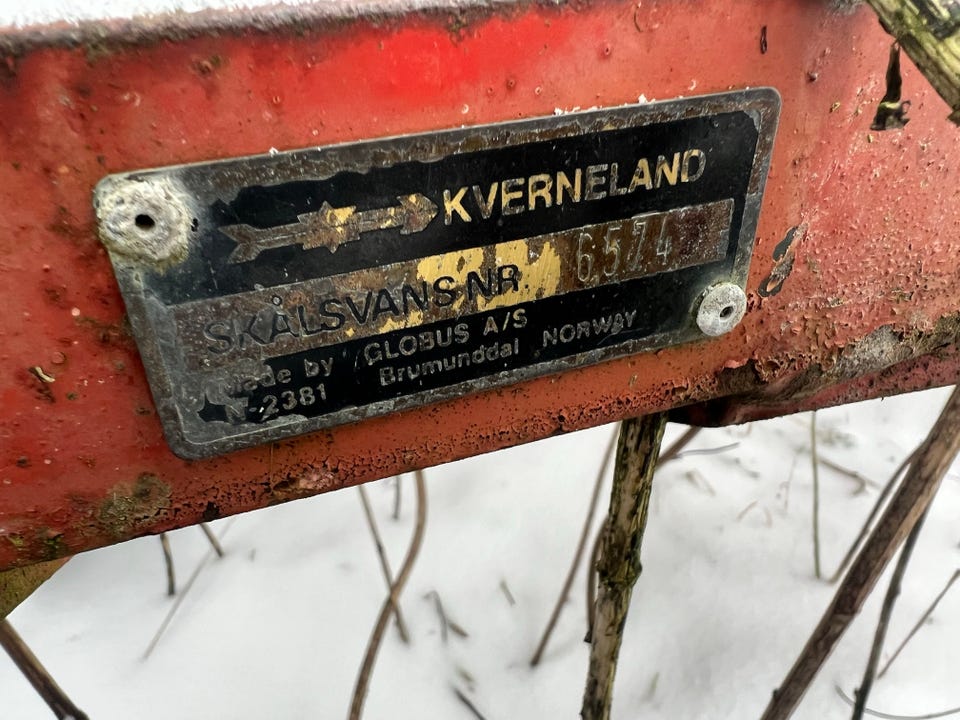 KVERNELAND
SKÅLSVANS NR 6574
Made by GLOBUS A/S
N-2381 Brumunddal NORWAY